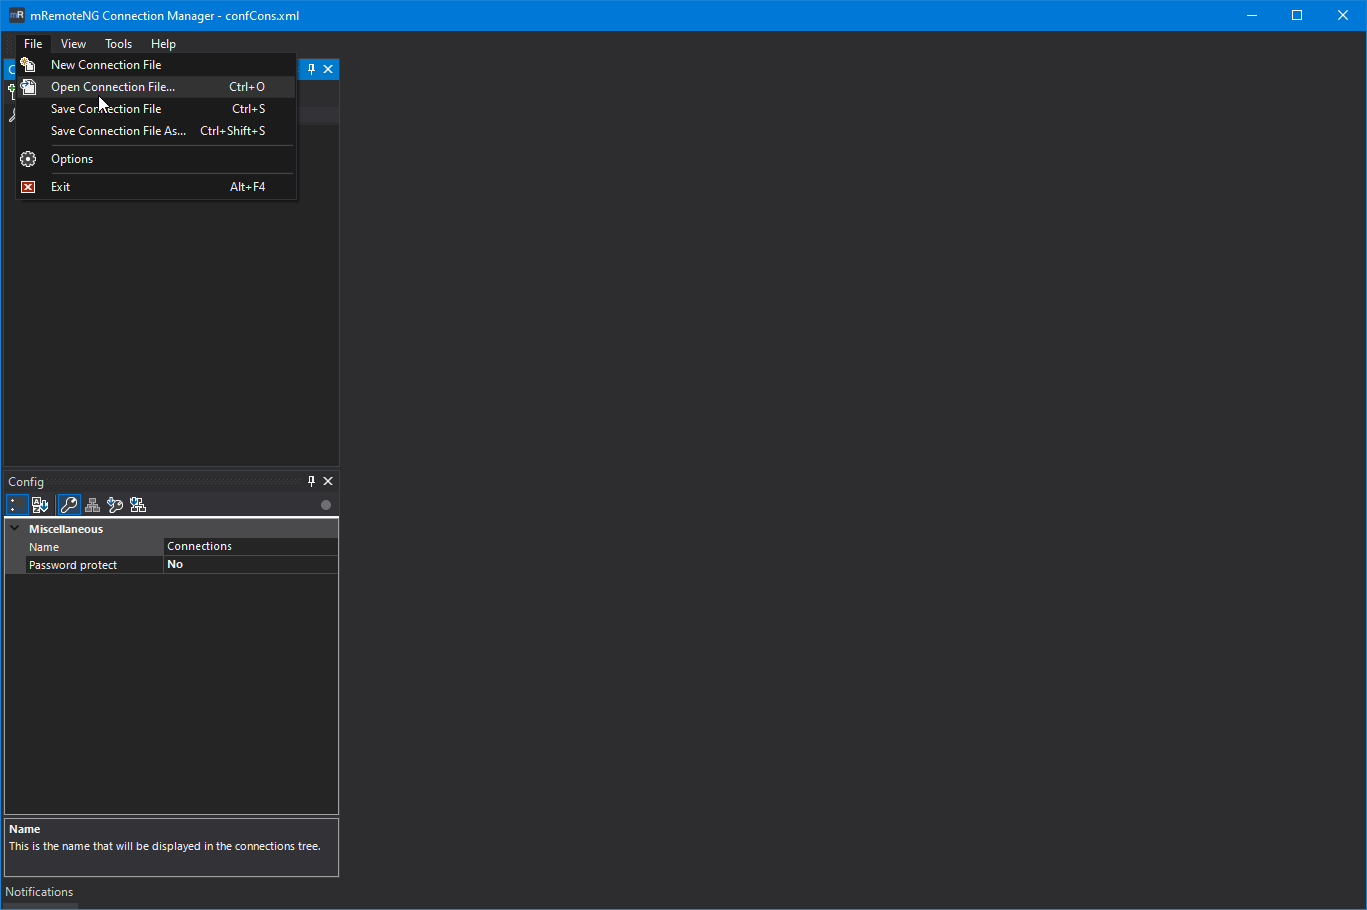 mR mRemoteNG Connection Manager - confCons.xml
File View Tools Help
New Connection File
Open Connection File... Ctrl+O
Save Connection File Ctrl+S
Save Connection File As... Ctrl+Shift+S
Options
Exit Alt+F4
Config
Miscellaneous
Name Connections
Password protect No
Name
This is the name that will be displayed in the connections tree.
Notifications